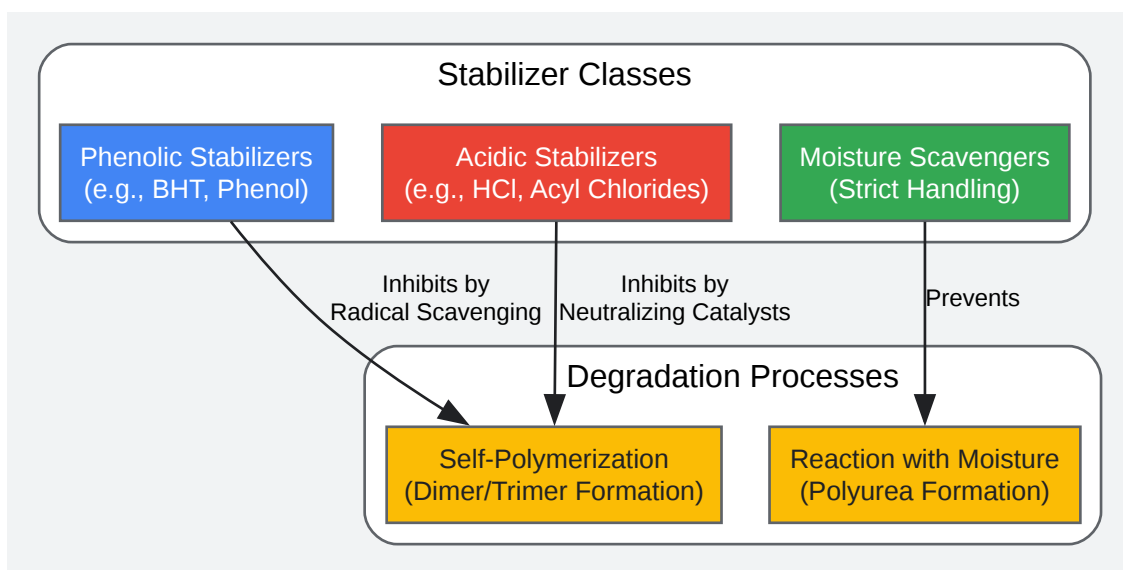 Stabilizer Classes
Phenolic Stabilizers
(e.g., BHT, Phenol)
Acidic Stabilizers
(e.g., HCl, Acyl Chlorides)
Moisture Scavengers
(Strict Handling)
Inhibits by
Radical Scavenging
Inhibits by
Neutralizing Catalysts
Prevents
Degradation Processes
Self-Polymerization
(Dimer/Trimer Formation)
Reaction with Moisture
(Polyurea Formation)